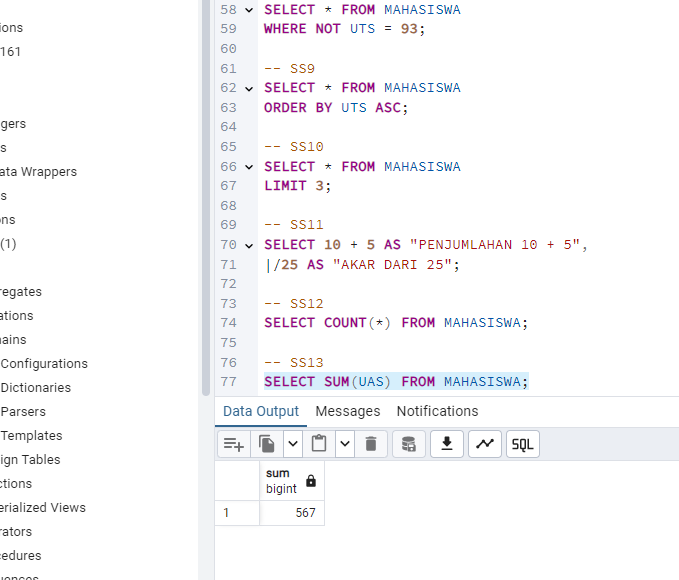 ions
161
gers
s
ata Wrappers
s
ns
(1)
regates
ations
ains
Configurations
Dictionaries
Parsers
Templates
ign Tables
ctions
erialized Views
rators
cedures
uences
58 SELECT * FROM MAHASISWA
59 WHERE NOT UTS = 93;
60
61 -- SS9
62 SELECT * FROM MAHASISWA
63 ORDER BY UTS ASC;
64
65 -- SS10
66 SELECT * FROM MAHASISWA
67 LIMIT 3;
68
69 -- SS11
70 SELECT 10 + 5 AS "PENJUMLAHAN 10 + 5",
71 |/25 AS "AKAR DARI 25";
72
73 -- SS12
74 SELECT COUNT(*) FROM MAHASISWA;
75
76 -- SS13
77 SELECT SUM(UAS) FROM MAHASISWA;
Data Output Messages Notifications
SQL
sum
bigint
1 567